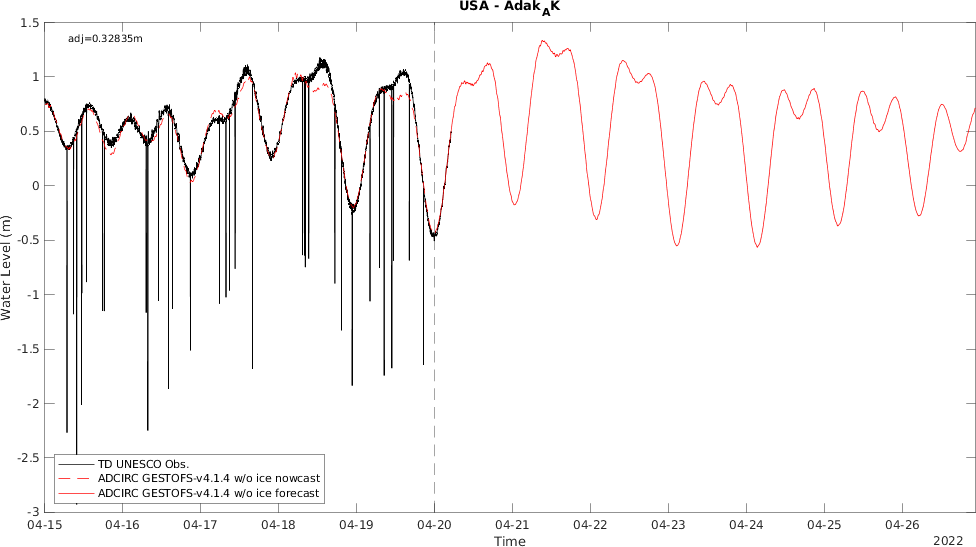 USA - Adak_AK
adj=0.32835m
1.5
1
0.5
0
-0.5
-1
-1.5
-2
-2.5
-3
Water Level (m)
TD UNESCO Obs.
ADCIRC GESTOFS-v4.1.4 w/o ice nowcast
ADCIRC GESTOFS-v4.1.4 w/o ice forecast
04-15 04-16 04-17 04-18 04-19 04-20 04-21 04-22 04-23 04-24 04-25 04-26
Time
2022